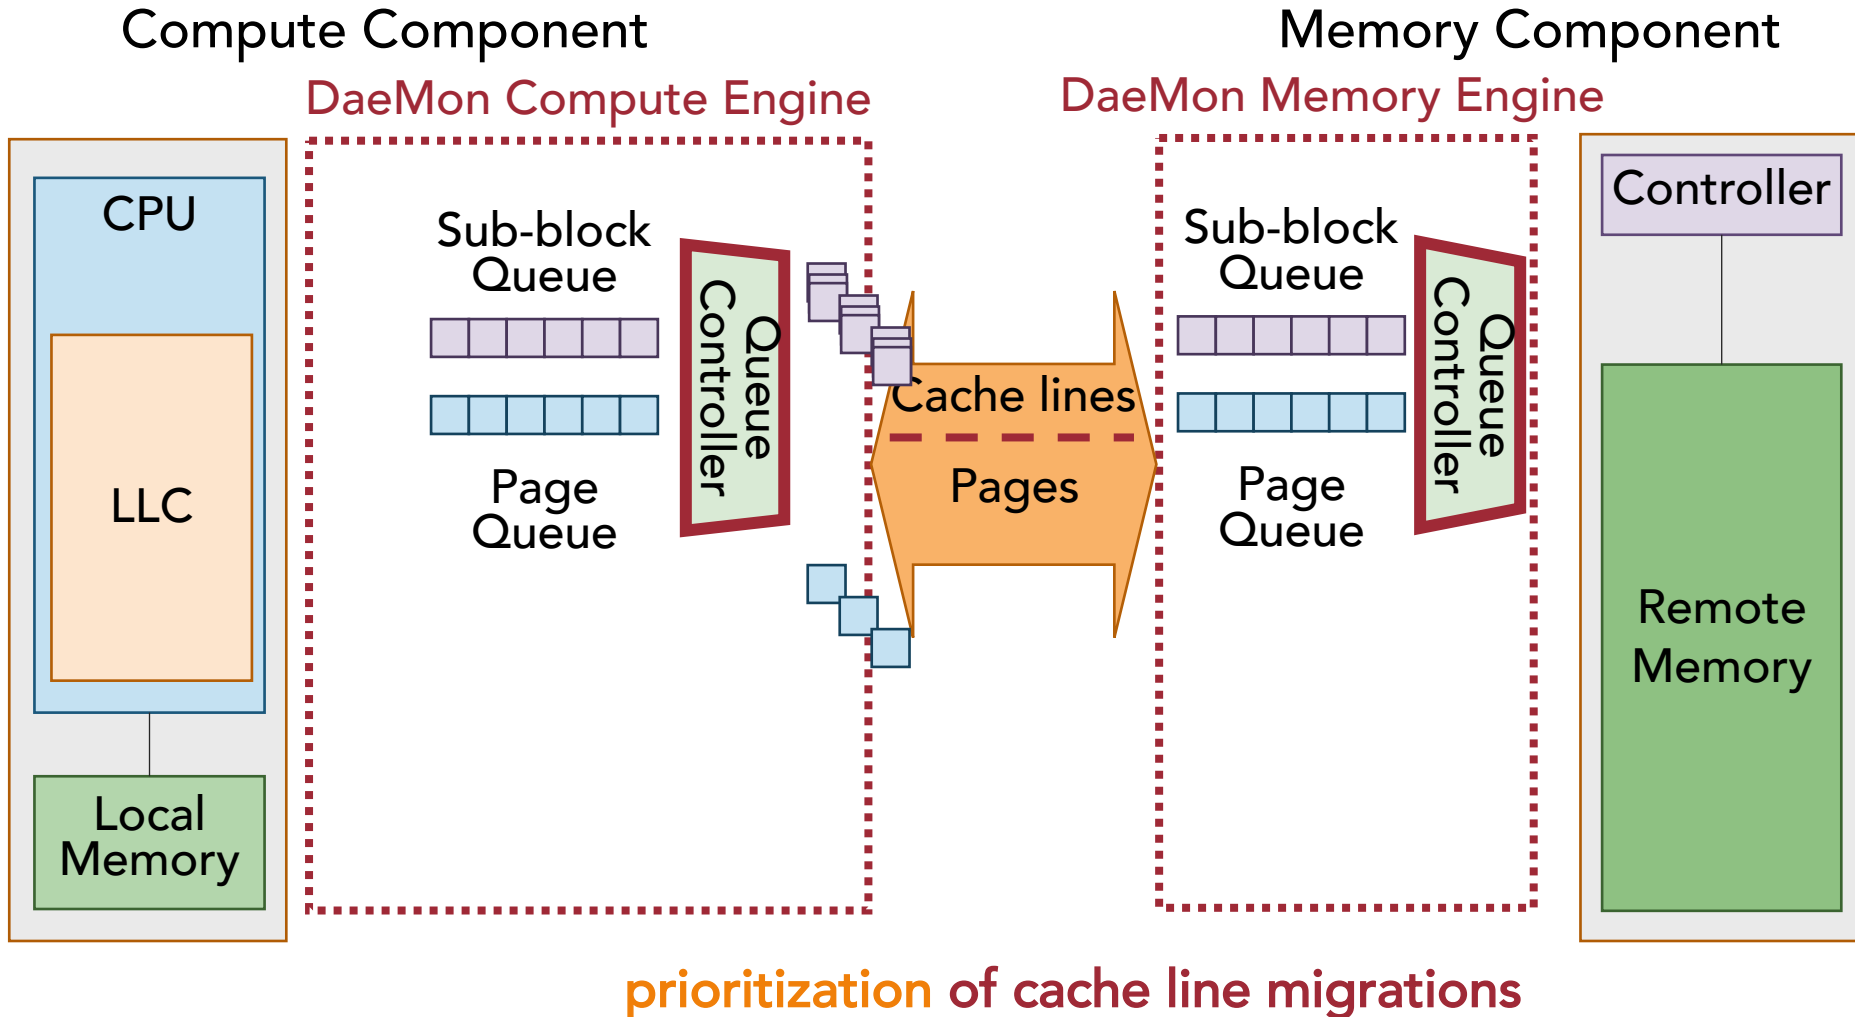 Compute Component
Memory Component
DaeMon Compute Engine
DaeMon Memory Engine
CPU
LLC
Local
Memory
Sub-block
Queue
Page
Queue
Queue
Controller
Cache lines
Pages
Sub-block
Queue
Page
Queue
Queue
Controller
Controller
Remote
Memory
prioritization of cache line migrations